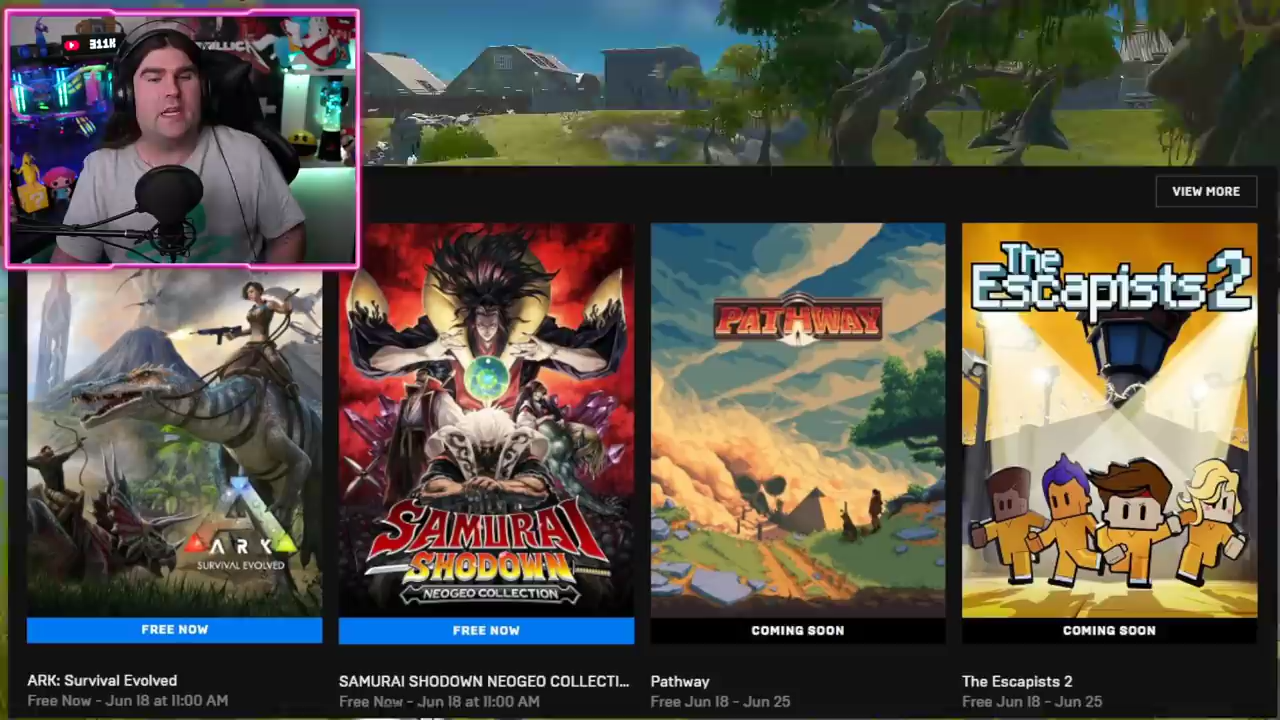 311K
VIEW MORE
ARK
SURVIVAL EVOLVED
SAMURAI
SHODOWN
NEOGEO COLLECTION
PATHWAY
The
Escapists 2
FREE NOW
FREE NOW
COMING SOON
COMING SOON
ARK: Survival Evolved
Free Now - Jun 18 at 11:00 AM
SAMURAI SHODOWN NEOGEO COLLECTI...
Free Now - Jun 18 at 11:00 AM
Pathway
Free Jun 18 - Jun 25
The Escapists 2
Free Jun 18 - Jun 25